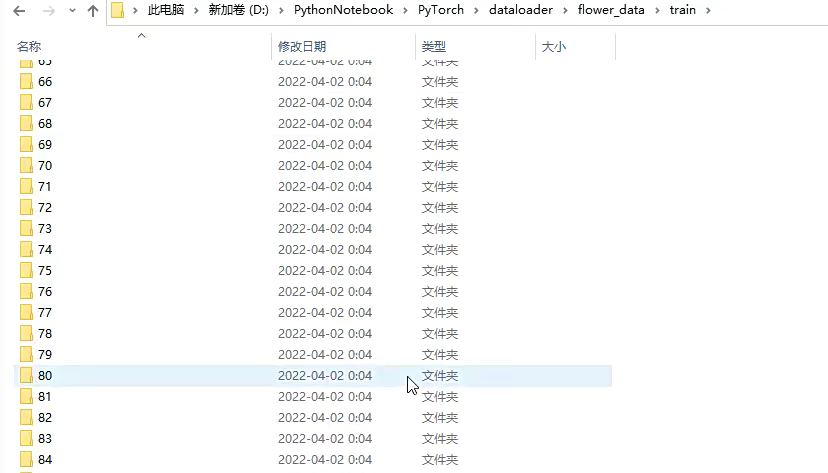 此电脑 > 新加卷 (D:) > PythonNotebook > PyTorch > dataloader > flower_data > train >
名称 修改日期 类型 大小
65 2022-04-02 0:04 文件夹
66 2022-04-02 0:04 文件夹
67 2022-04-02 0:04 文件夹
68 2022-04-02 0:04 文件夹
69 2022-04-02 0:04 文件夹
70 2022-04-02 0:04 文件夹
71 2022-04-02 0:04 文件夹
72 2022-04-02 0:04 文件夹
73 2022-04-02 0:04 文件夹
74 2022-04-02 0:04 文件夹
75 2022-04-02 0:04 文件夹
76 2022-04-02 0:04 文件夹
77 2022-04-02 0:04 文件夹
78 2022-04-02 0:04 文件夹
79 2022-04-02 0:04 文件夹
80 2022-04-02 0:04 文件夹
81 2022-04-02 0:04 文件夹
82 2022-04-02 0:04 文件夹
83 2022-04-02 0:04 文件夹
84 2022-04-02 0:04 文件夹